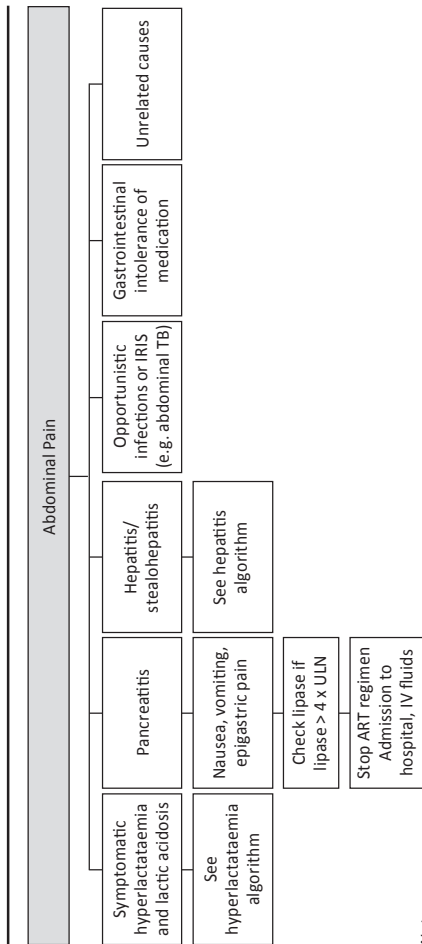 Abdominal Pain
Symptomatic
hyperlactataemia
and lactic acidosis
See
hyperlactataemia
algorithm
Pancreatitis
Nausea, vomiting,
epigastric pain
Check lipase if
lipase > 4 x ULN
Stop ART regimen
Admission to
hospital, IV fluids
Hepatitis/
stealohepatitis
See hepatitis
algorithm
Opportunistic
infections or IRIS
(e.g. abdominal TB)
Gastrointestinal
intolerance of
medication
Unrelated causes